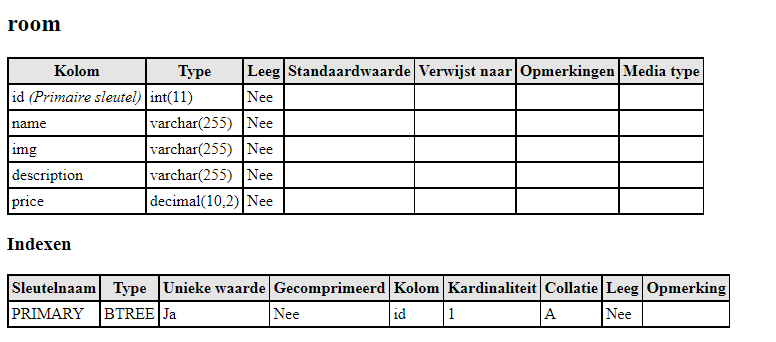 room
Kolom Type Leeg Standaardwaarde Verwijst naar Opmerkingen Media type
id (Primaire sleutel) int(11) Nee
name varchar(255) Nee
img varchar(255) Nee
description varchar(255) Nee
price decimal(10,2) Nee
Indexen
Sleutelnaam Type Unieke waarde Gecomprimeerd Kolom Kardinaliteit Collatie Leeg Opmerking
PRIMARY BTREE Ja Nee id 1 A Nee